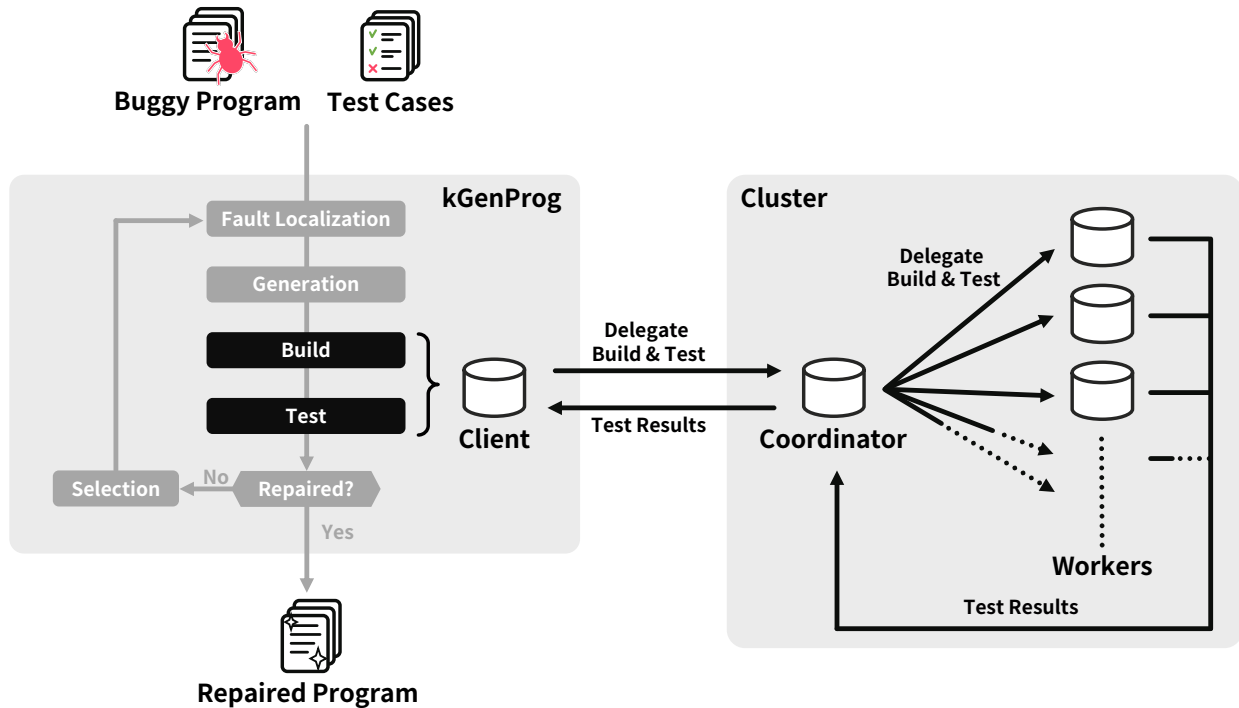 Buggy Program
Test Cases
kGenProg
Fault Localization
Generation
Build
Test
Client
Selection
No
Repaired?
Yes
Repaired Program
Delegate
Build & Test
Test Results
Cluster
Coordinator
Delegate
Build & Test
Workers
Test Results